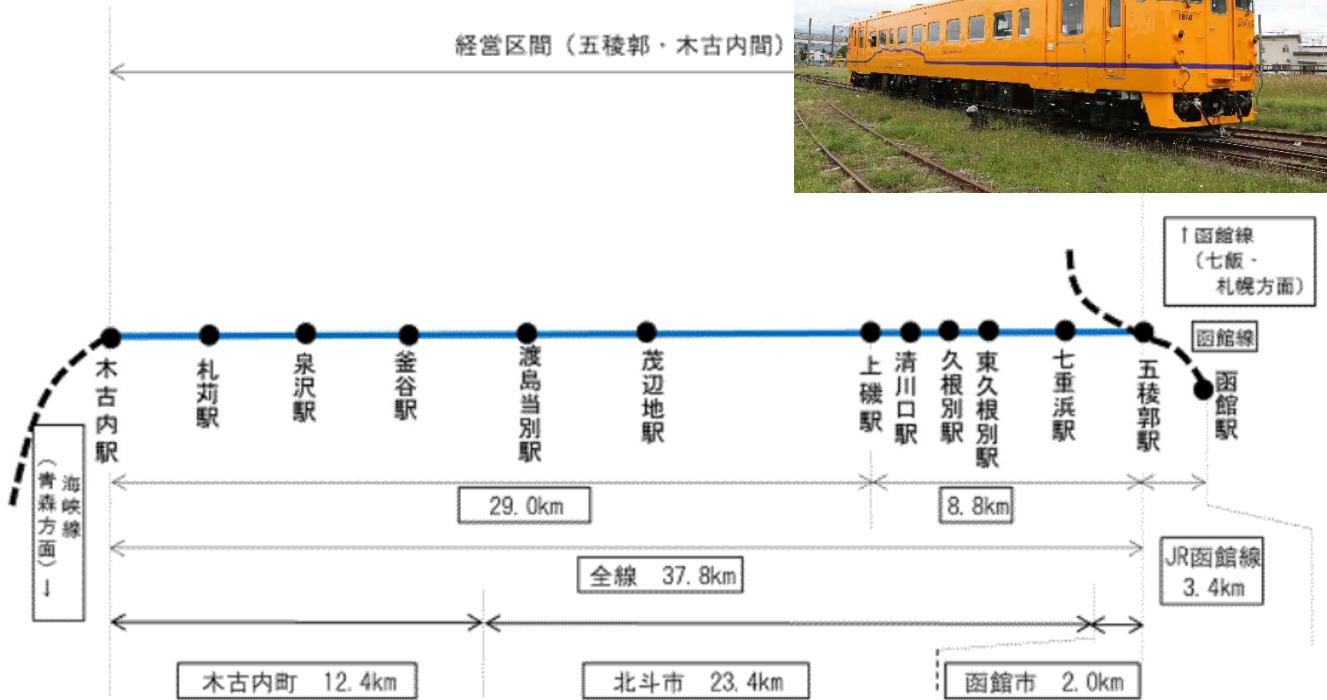 経営区間（五稜郭・木古内間）
1814
↑函館線
（七飯・
札幌方面）
函館線
木古内駅
札苅駅
泉沢駅
釜谷駅
渡島当別駅
茂辺地駅
上磯駅
清川口駅
久根別駅
東久根別駅
七重浜駅
五稜郭駅
函館駅
海峡線
（青森方面）↓
29.0km
8.8km
全線　37.8km
JR函館線
3.4km
木古内町　12.4km
北斗市　23.4km
函館市　2.0km